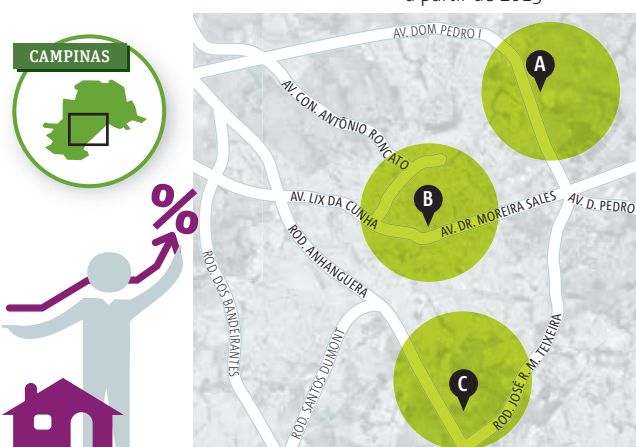 a partir de 2015
CAMPINAS
AV. DOM PEDRO I
A
AV. CON. ANTÔNIO RONCATO
B
AV. LIX DA CUNHA
AV. DR. MOREIRA SALES
AV. D. PEDRO
%
ROD. ANHANGUERA
ROD. DOS BANDEIRANTES
ROD. SANTOS DUMONT
C
ROD. JOSÉ R. M. TEIXEIRA